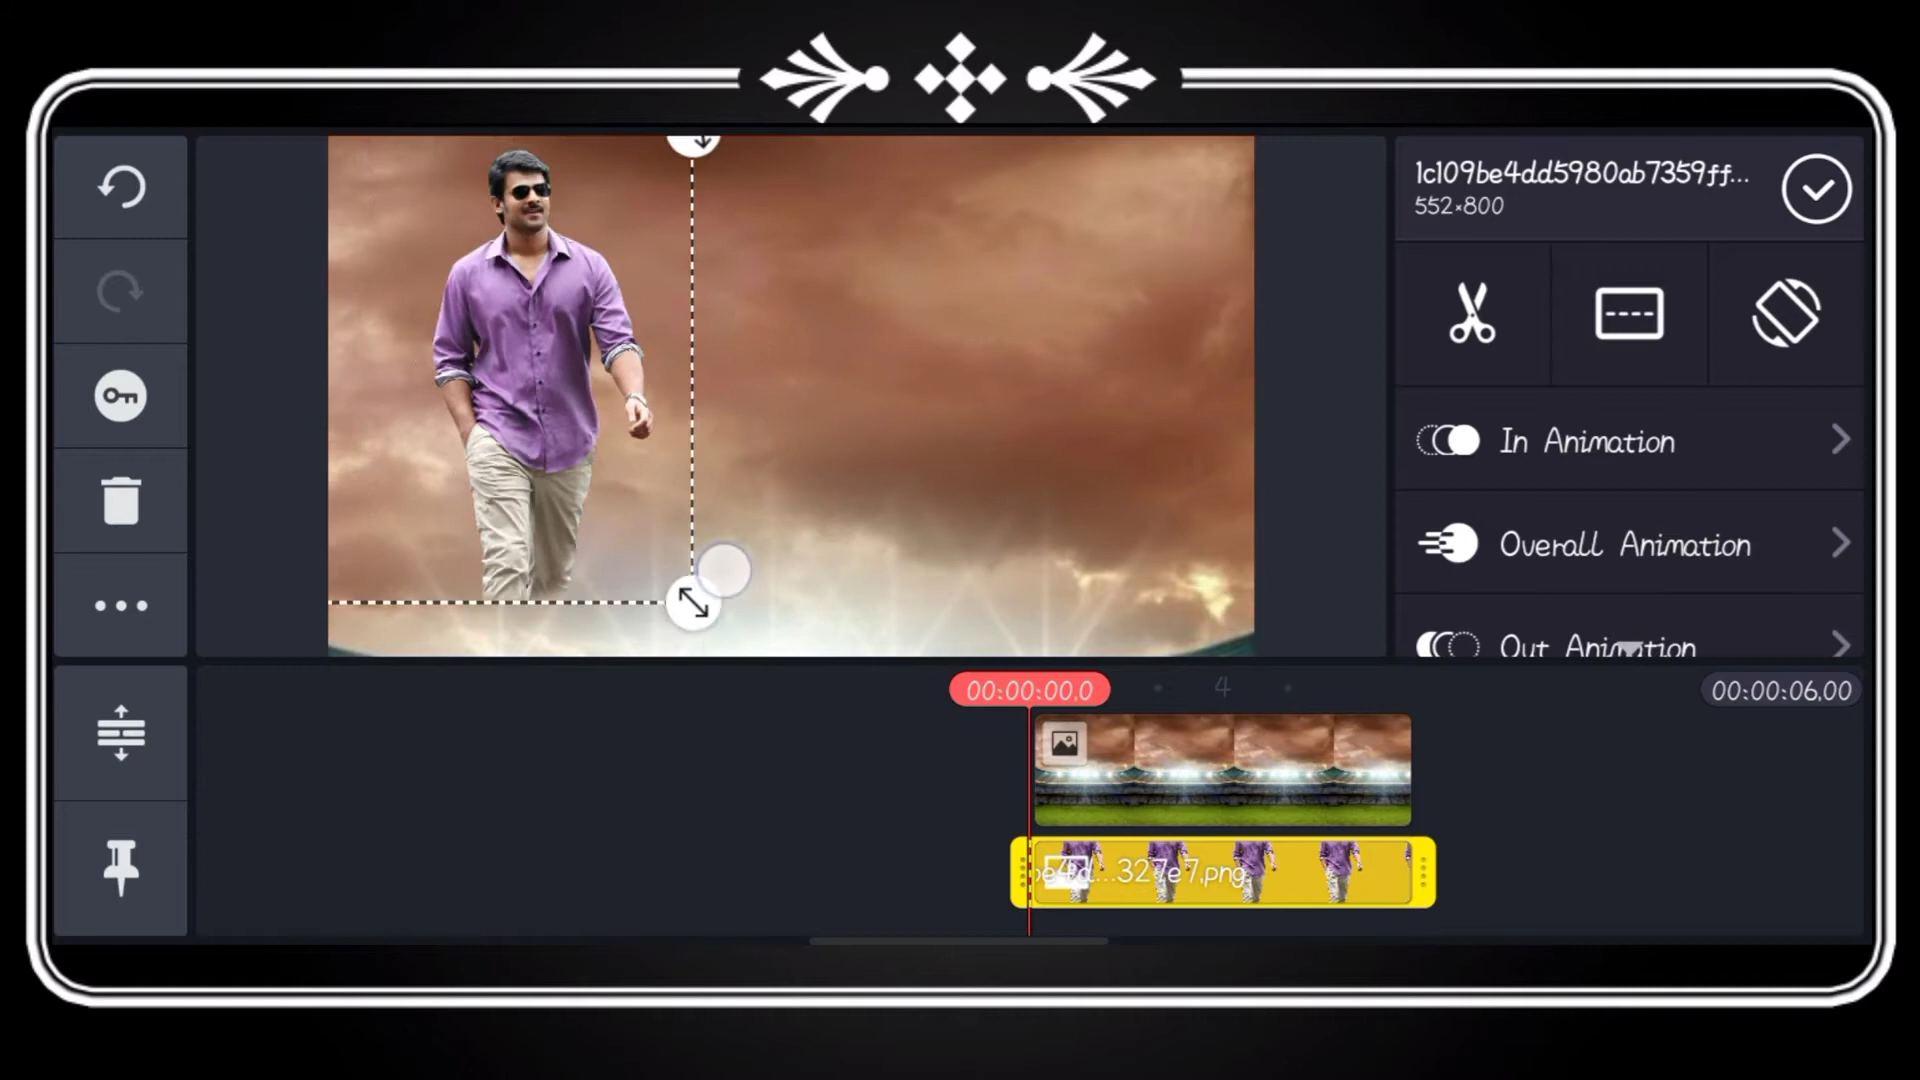 1c109be4dd5980ab7359ff...
552×800
In Animation
Overall Animation
Out Animation
00:00:00.0
4
00:00:06.00
be4dd...327e7.png